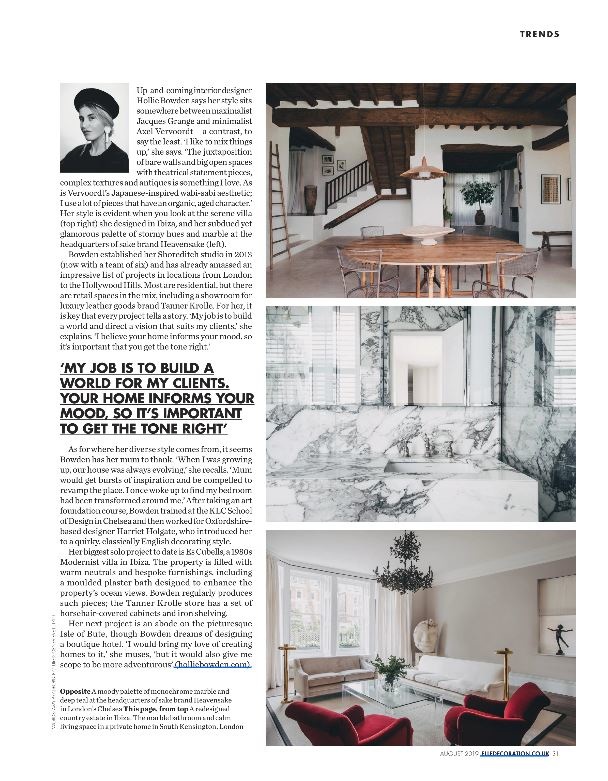 TRENDS
Up-and-coming interior designer
Hollie Bowden says her style sits
somewhere between maximalist
Jacques Grange and minimalist
Axel Vervoordt – a contrast, to
say the least. ‘I like to mix things
up,’ she says. ‘The juxtaposition
of bare walls and big open spaces
with theatrical statement pieces,
complex textures and antiques is something I love. As
is Vervoordt’s Japanese-inspired wabi-sabi aesthetic;
I use a lot of pieces that have an organic, aged character.’
Her style is evident when you look at the serene villa
(top right) she designed in Ibiza, and her subdued yet
glamorous palette of stormy hues and marble at the
headquarters of sake brand Heavensake (left).
Bowden established her Shoreditch studio in 2013
(now with a team of six) and has already amassed an
impressive list of projects in locations from London
to the Hollywood Hills. Most are residential, but there
are retail spaces in the mix, including a showroom for
luxury leather goods brand Tanner Krolle. For her, it
is key that every project tells a story. ‘My job is to build
a world and direct a vision that suits my clients,’ she
explains. ‘I believe your home informs your mood, so
it’s important that you get the tone right.’
‘MY JOB IS TO BUILD A
WORLD FOR MY CLIENTS.
YOUR HOME INFORMS YOUR
MOOD, SO IT’S IMPORTANT
TO GET THE TONE RIGHT’
As for where her diverse style comes from, it seems
Bowden has her mum to thank. ‘When I was growing
up, our house was always evolving,’ she recalls. ‘Mum
would get bursts of inspiration and be compelled to
revamp the place. I once woke up to find my bedroom
had been transformed around me.’ After taking an art
foundation course, Bowden trained at the KLC School
of Design in Chelsea and then worked for Oxfordshire-
based designer Harriet Holgate, who introduced her
to a quirky, classically English decorating style.
Her biggest solo project to date is Es Cubells, a 1980s
Modernist villa in Ibiza. The property is filled with
warm neutrals and bespoke furnishings, including
a moulded plaster bath designed to enhance the
property’s ocean views. Bowden regularly produces
such pieces; the Tanner Krolle store has a set of
horsehair-covered cabinets and iron shelving.
Her next project is an abode on the picturesque
Isle of Bute, though Bowden dreams of designing
a boutique hotel. ‘I would bring my love of creating
homes to it,’ she muses, ‘but it would also give me
scope to be more adventurous’ (holliebowden.com).
Opposite A moody palette of monochrome marble and
deep teal at the headquarters of sake brand Heavensake
in London’s Chelsea This page, from top A redesigned
country estate in Ibiza. The marble bathroom and calm
living space in a private home in South Kensington, London
AUGUST 2019 ELLEDECORATION.CO.UK 31